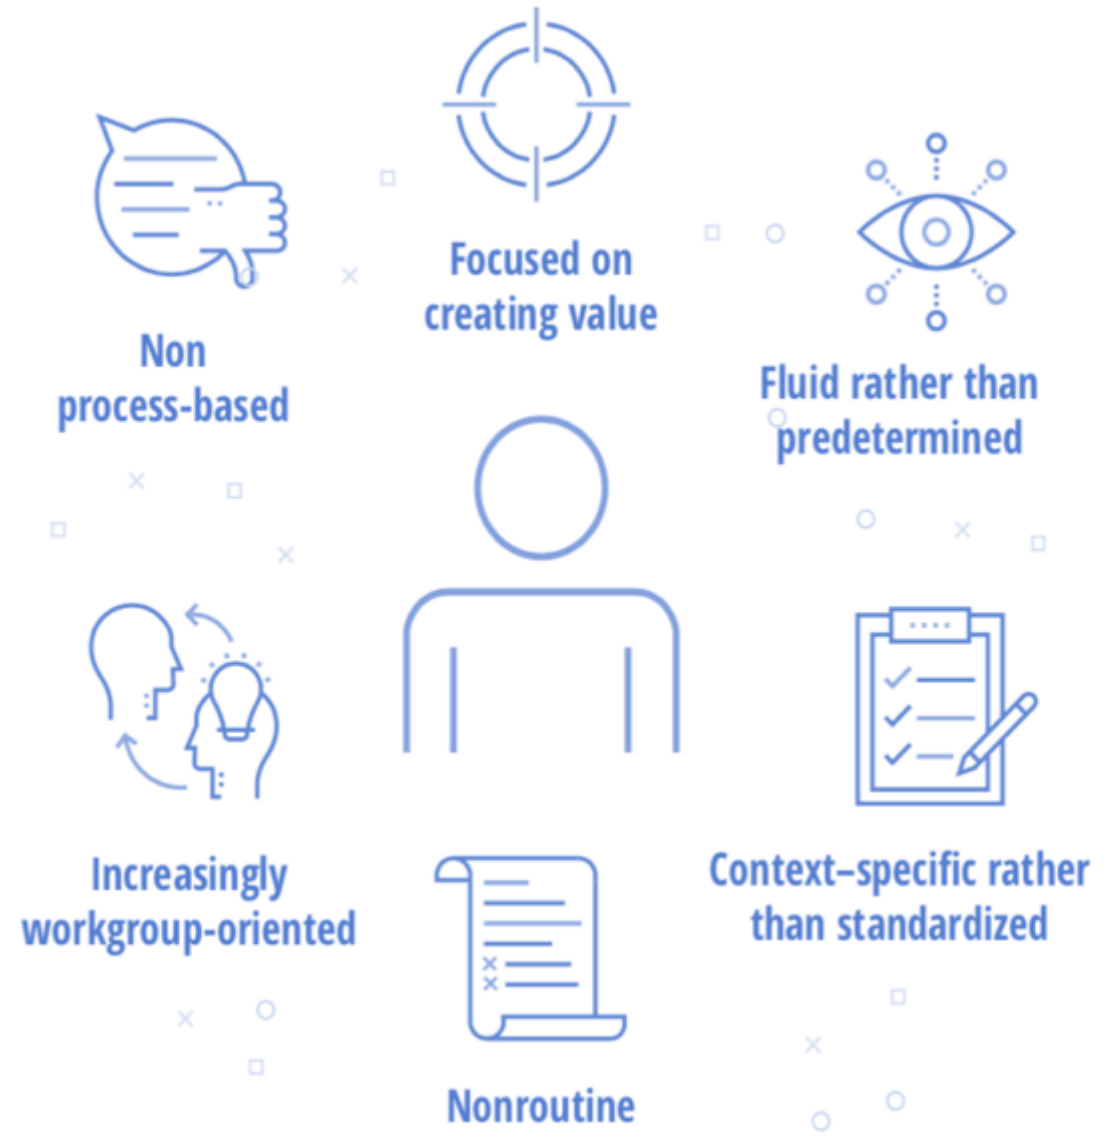 Focused on
creating value
Non
process-based
Fluid rather than
predetermined
Increasingly
workgroup-oriented
Context–specific rather
than standardized
Nonroutine